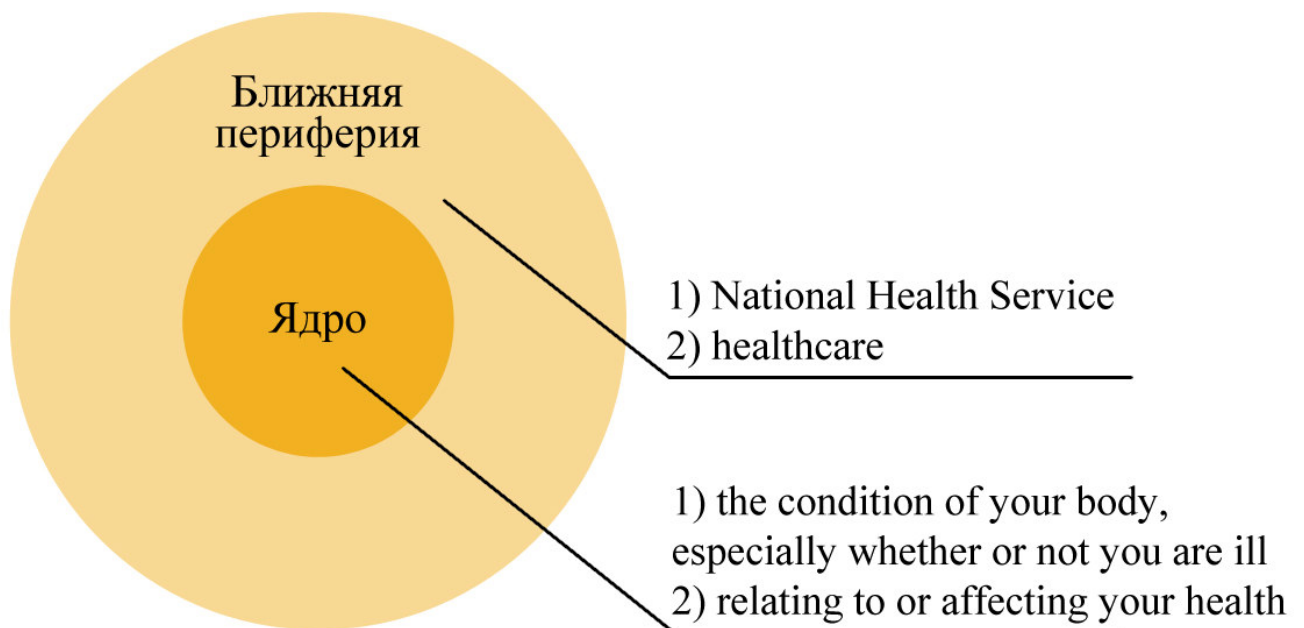 Ближняя
периферия
Ядро
1) National Health Service
2) healthcare
1) the condition of your body,
especially whether or not you are ill
2) relating to or affecting your health